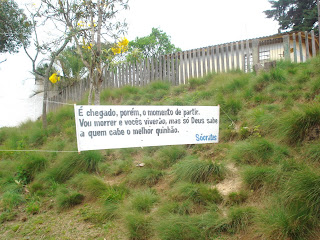 É chegado, porém, o momento de partir.
Vou morrer e vocês viverão, mas só Deus sabe
a quem cabe o melhor quinhão.
Sócrates